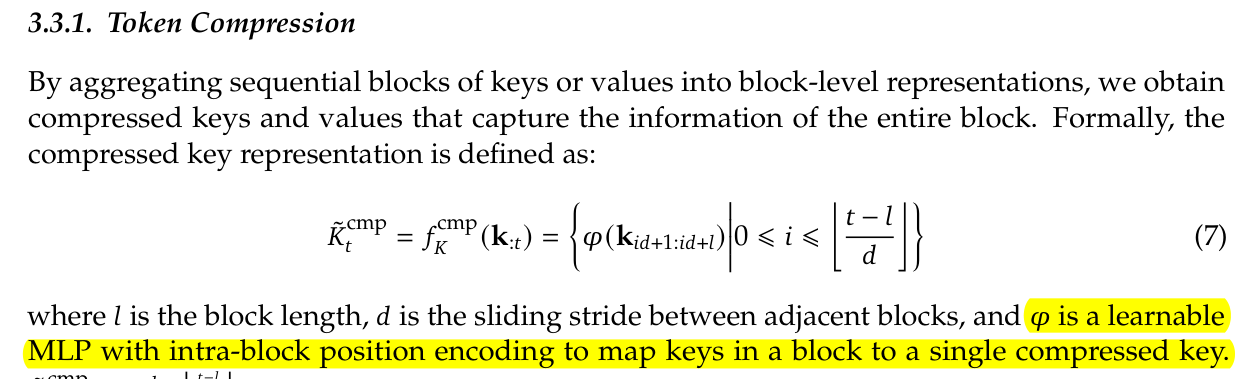 3.3.1. Token Compression
By aggregating sequential blocks of keys or values into block-level representations, we obtain
compressed keys and values that capture the information of the entire block. Formally, the
compressed key representation is defined as:
K̃ₜᶜᵐᵖ = f_K^cmp(k_{:t}) = { φ(k_{id+1:id+l}) | 0 ⩽ i ⩽ ⌊(t − l)/d⌋ } (7)
where l is the block length, d is the sliding stride between adjacent blocks, and φ is a learnable
MLP with intra-block position encoding to map keys in a block to a single compressed key.